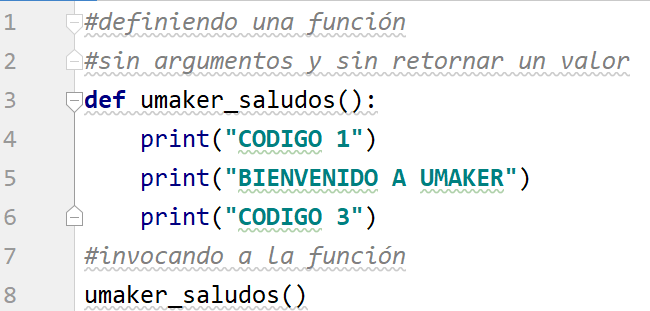 1 #definiendo una función
2 #sin argumentos y sin retornar un valor
3 def umaker_saludos():
4     print("CODIGO 1")
5     print("BIENVENIDO A UMAKER")
6     print("CODIGO 3")
7 #invocando a la función
8 umaker_saludos()